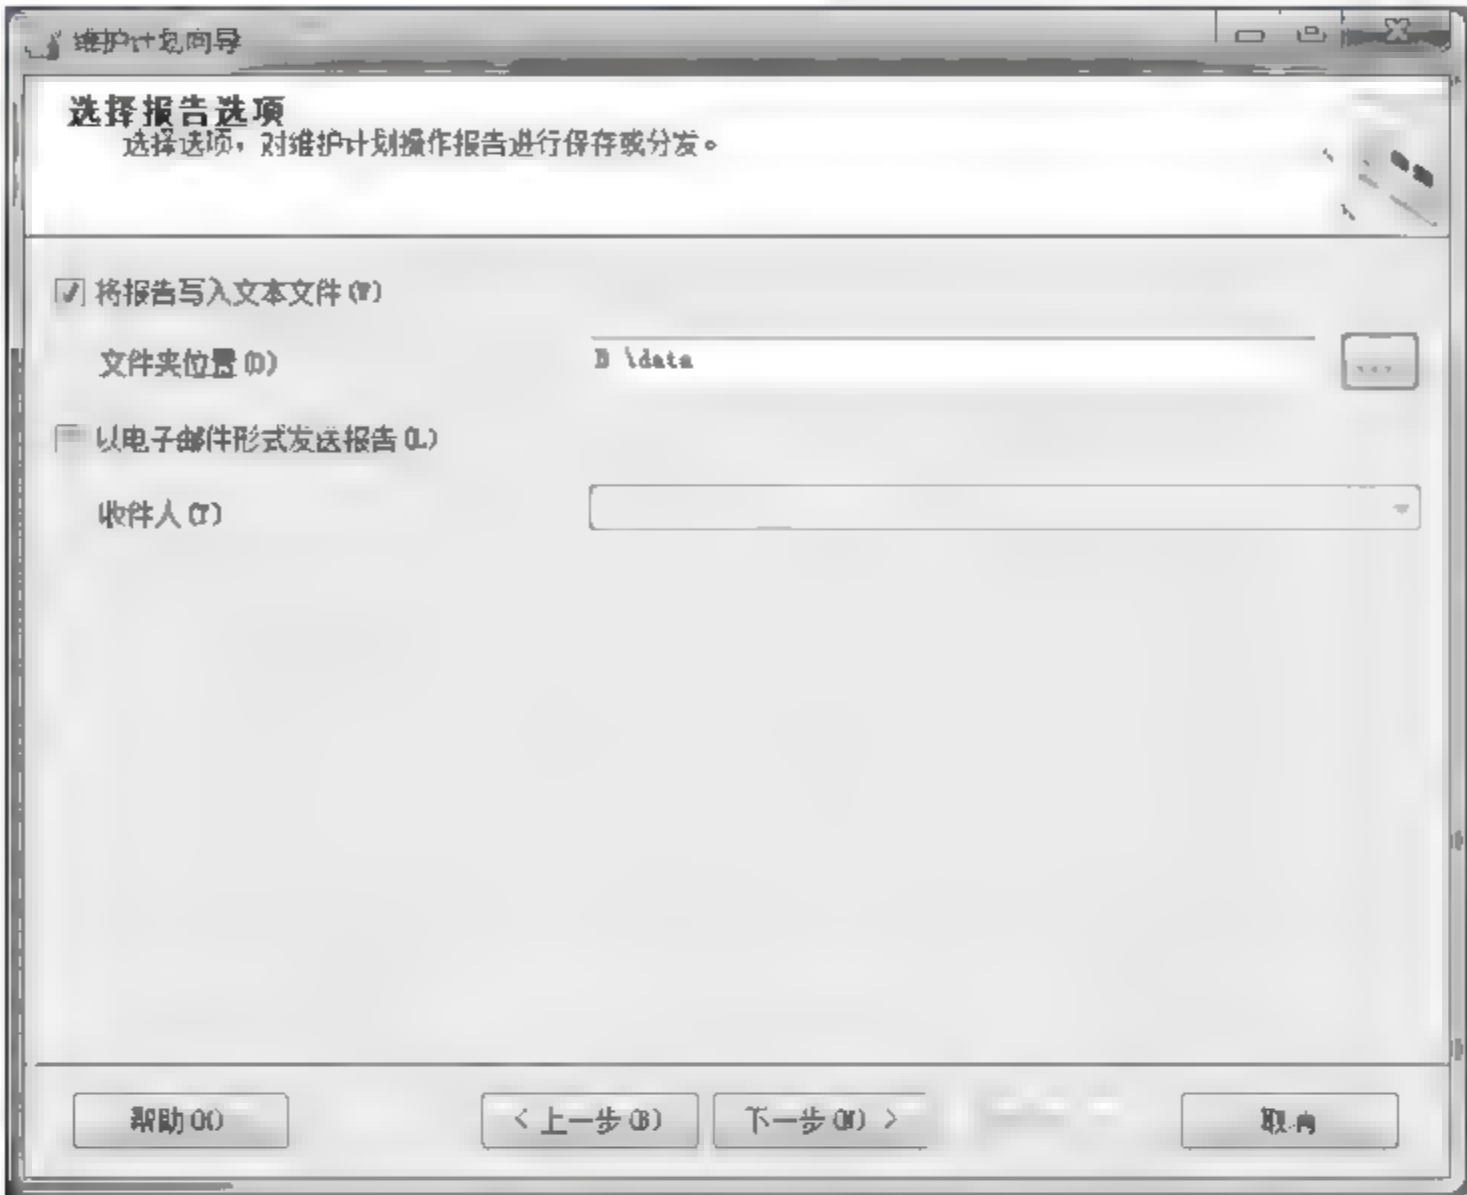 维护计划向导
选择报告选项
选择选项，对维护计划操作报告进行保存或分发。
将报告写入文本文件(W)
文件夹位置(D)
D \data
...
以电子邮件形式发送报告(L)
收件人(T)
帮助(H)
< 上一步(B)
下一步(N) >
取